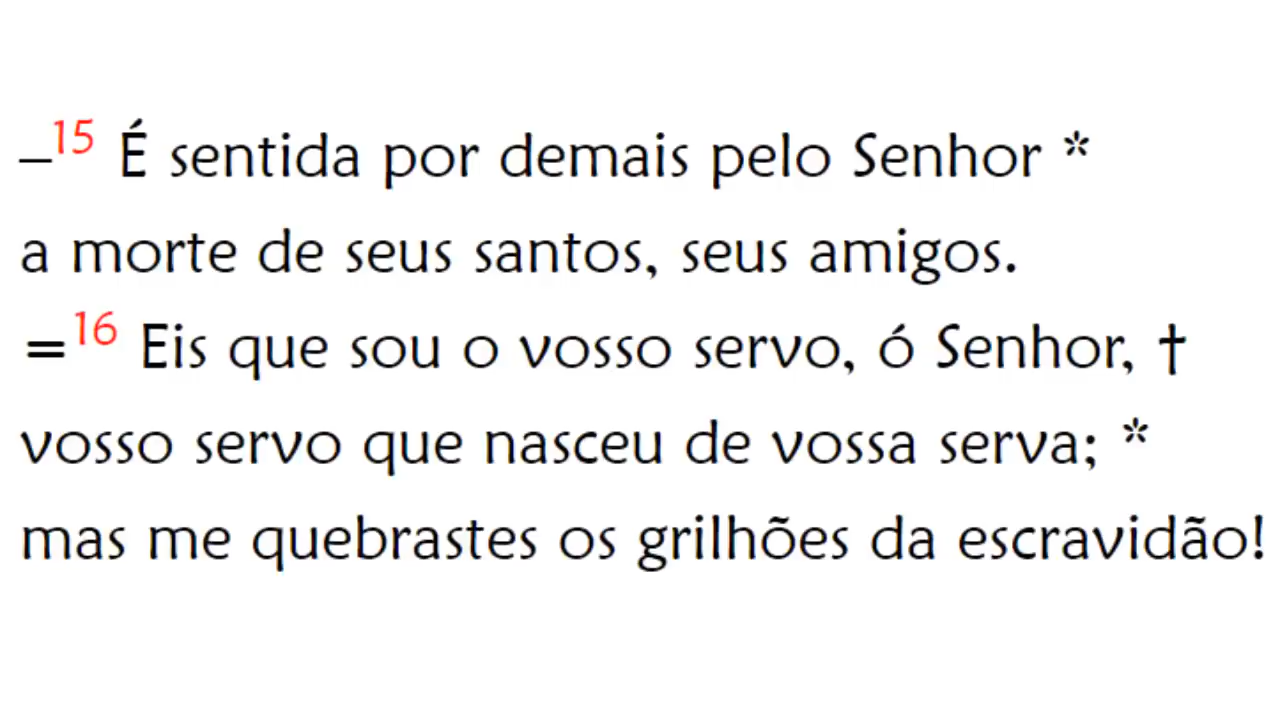 –15 É sentida por demais pelo Senhor *
a morte de seus santos, seus amigos.
=16 Eis que sou o vosso servo, ó Senhor, †
vosso servo que nasceu de vossa serva; *
mas me quebrastes os grilhões da escravidão!